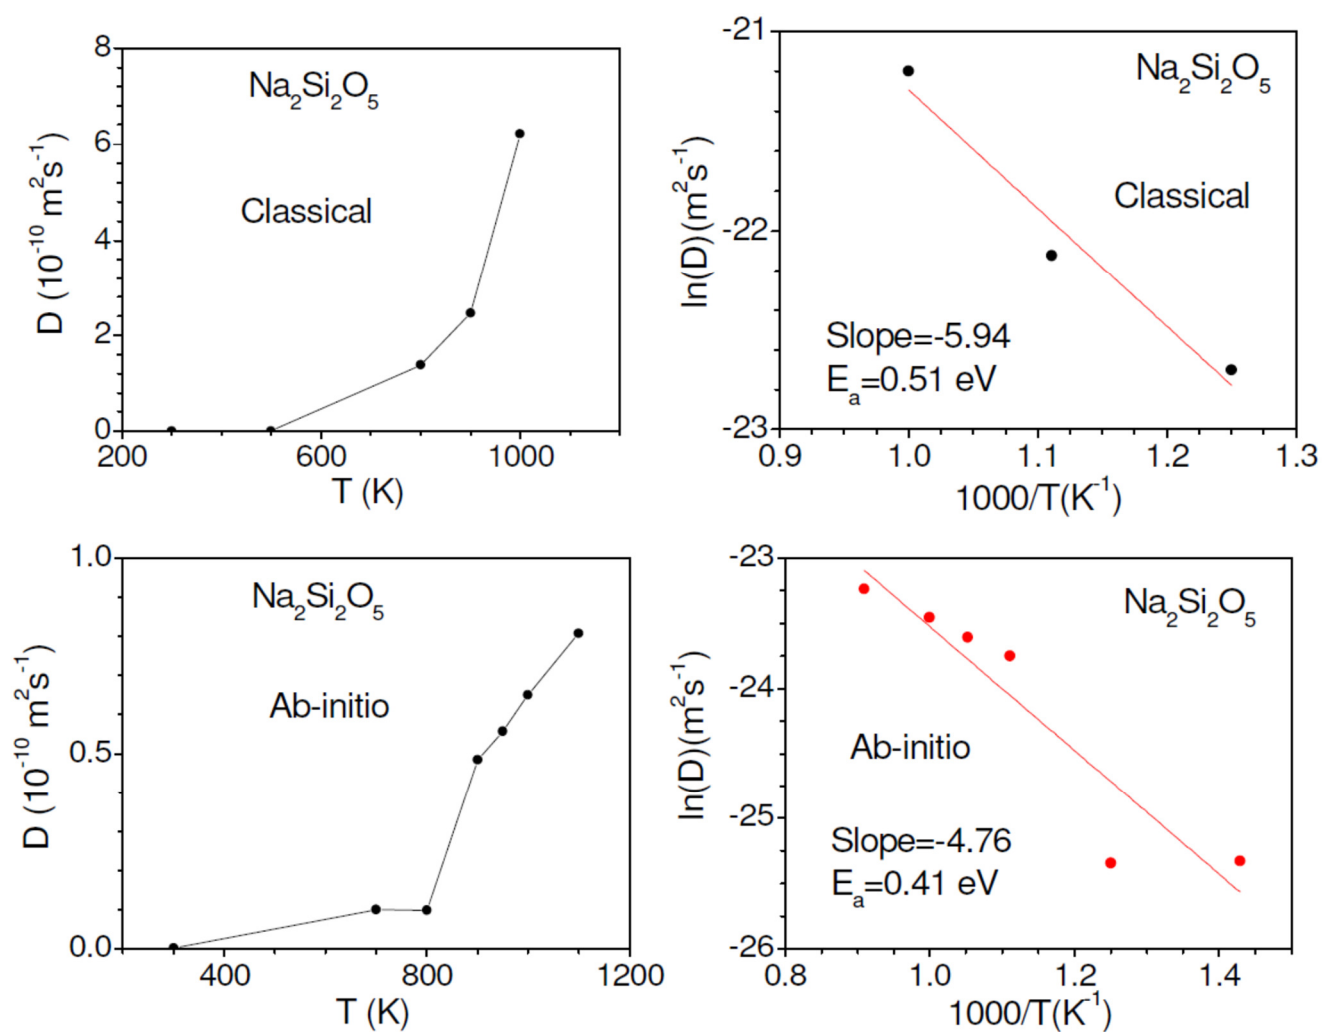 Na₂Si₂O₅
Classical
D (10⁻¹⁰ m²s⁻¹)
8
6
4
2
0
200
600
1000
T (K)
Na₂Si₂O₅
Classical
Slope=-5.94
Eₐ=0.51 eV
ln(D)(m²s⁻¹)
-21
-22
-23
0.9
1.0
1.1
1.2
1.3
1000/T(K⁻¹)
Na₂Si₂O₅
Ab-initio
D (10⁻¹⁰ m²s⁻¹)
1.0
0.5
0.0
400
800
1200
T (K)
Na₂Si₂O₅
Ab-initio
Slope=-4.76
Eₐ=0.41 eV
ln(D)(m²s⁻¹)
-23
-24
-25
-26
0.8
1.0
1.2
1.4
1000/T(K⁻¹)